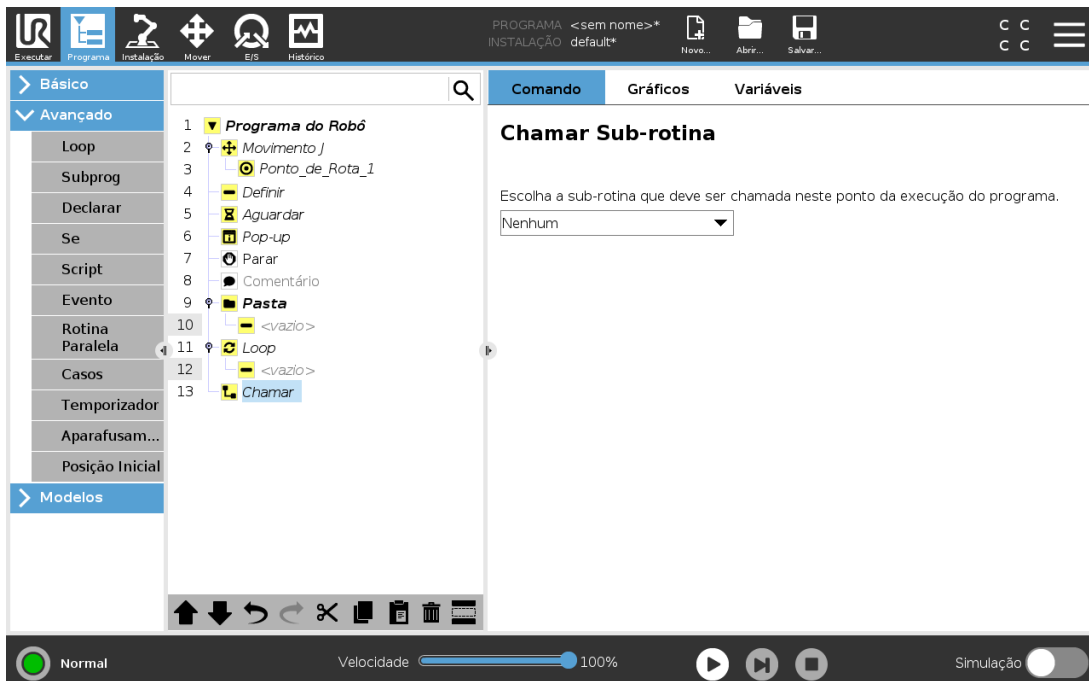 UR
PROGRAMA <sem nome>*
INSTALAÇÃO default*
C C
C C
Executar Programa Instalação Mover E/S Histórico Novo... Abrir... Salvar...
Básico
Avançado
Loop
Subprog
Declarar
Se
Script
Evento
Rotina
Paralela
Casos
Temporizador
Aparafusam...
Posição Inicial
Modelos
1 Programa do Robô
2 Movimento J
3 Ponto_de_Rota_1
4 Definir
5 Aguardar
6 Pop-up
7 Parar
8 Comentário
9 Pasta
10 <vazio>
11 Loop
12 <vazio>
13 Chamar
Comando Gráficos Variáveis
Chamar Sub-rotina
Escolha a sub-rotina que deve ser chamada neste ponto da execução do programa.
Nenhum
Normal Velocidade 100% Simulação